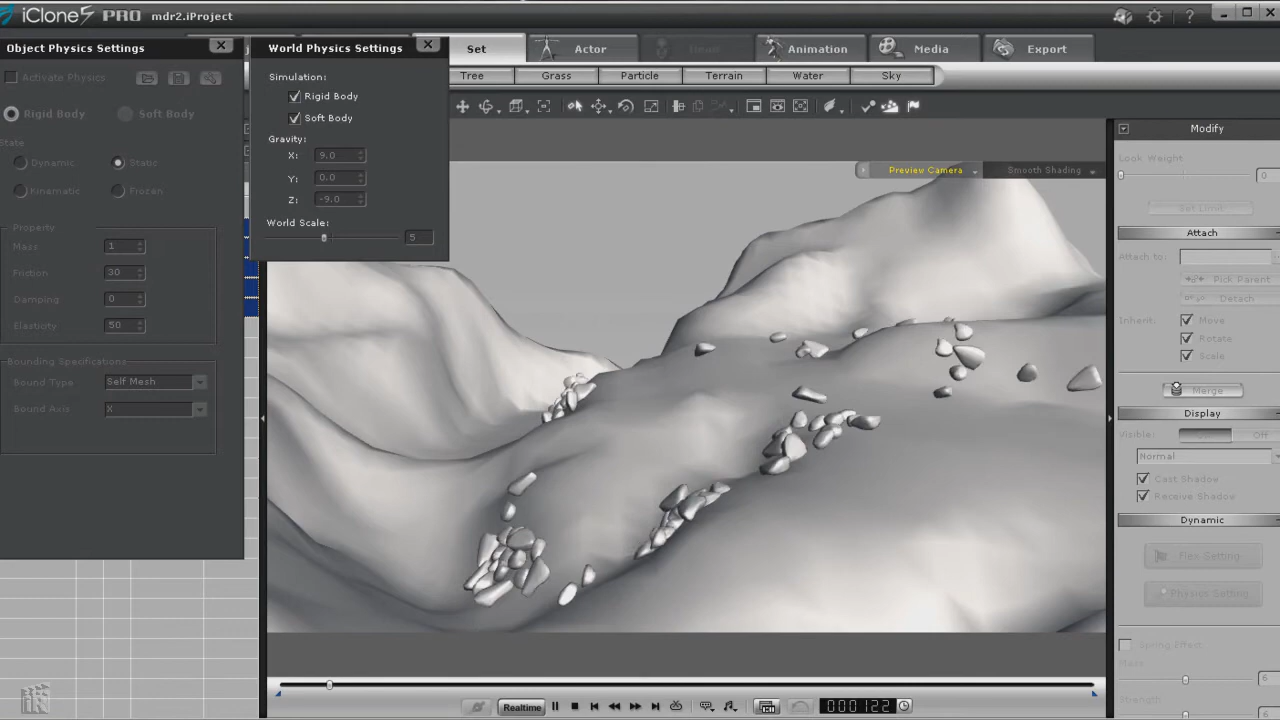 iClone5 PRO mdr2.iProject
Object Physics Settings
Activate Physics
Rigid Body Soft Body
State
Dynamic Static
Kinematic Frozen
Property
Mass 1
Friction 30
Damping 0
Elasticity 50
Bounding Specifications
Bound Type Self Mesh
Bound Axis X
World Physics Settings
Simulation:
Rigid Body
Soft Body
Gravity:
X: 9.0
Y: 0.0
Z: -9.0
World Scale:
5
Set Actor Animation Media Export
Tree Grass Particle Terrain Water Sky
Preview Camera Smooth Shading
Modify
Look Weight
0
Set Limit
Attach
Attach to:
Pick Parent
Detach
Inherit: Move
Rotate
Scale
Merge
Display
Visible: Off
Normal
Cast Shadow
Receive Shadow
Dynamic
Flex Setting
Physics Setting
Spring Effect
Mass
6
Strength
6
Realtime 000122